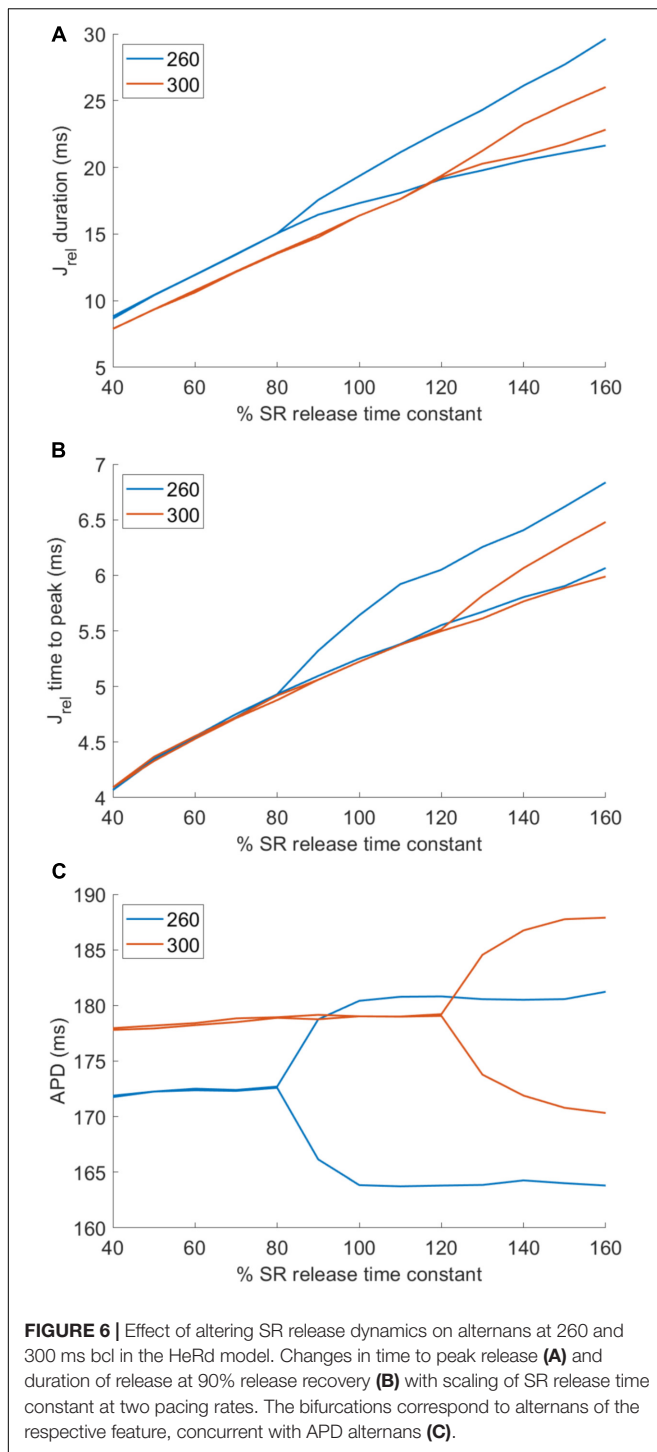 A
30
25
20
15
10
5
J_rel duration (ms)
260
300
40 60 80 100 120 140 160
% SR release time constant
B
7
6.5
6
5.5
5
4.5
4
J_rel time to peak (ms)
260
300
40 60 80 100 120 140 160
% SR release time constant
C
190
185
180
175
170
165
160
APD (ms)
260
300
40 60 80 100 120 140 160
% SR release time constant
FIGURE 6 | Effect of altering SR release dynamics on alternans at 260 and
300 ms bcl in the HeRd model. Changes in time to peak release (A) and
duration of release at 90% release recovery (B) with scaling of SR release time
constant at two pacing rates. The bifurcations correspond to alternans of the
respective feature, concurrent with APD alternans (C).